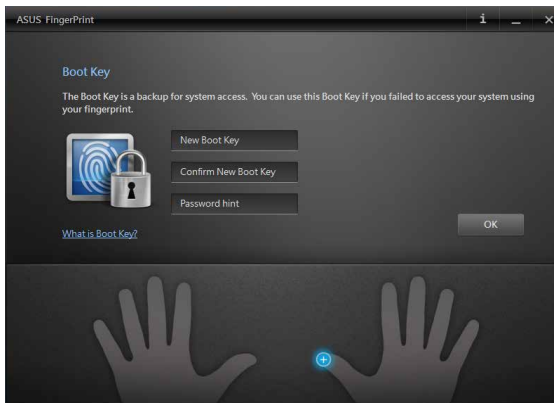 ASUS FingerPrint
Boot Key
The Boot Key is a backup for system access. You can use this Boot Key if you failed to access your system using
your fingerprint.
New Boot Key
Confirm New Boot Key
Password hint
OK
What is Boot Key?